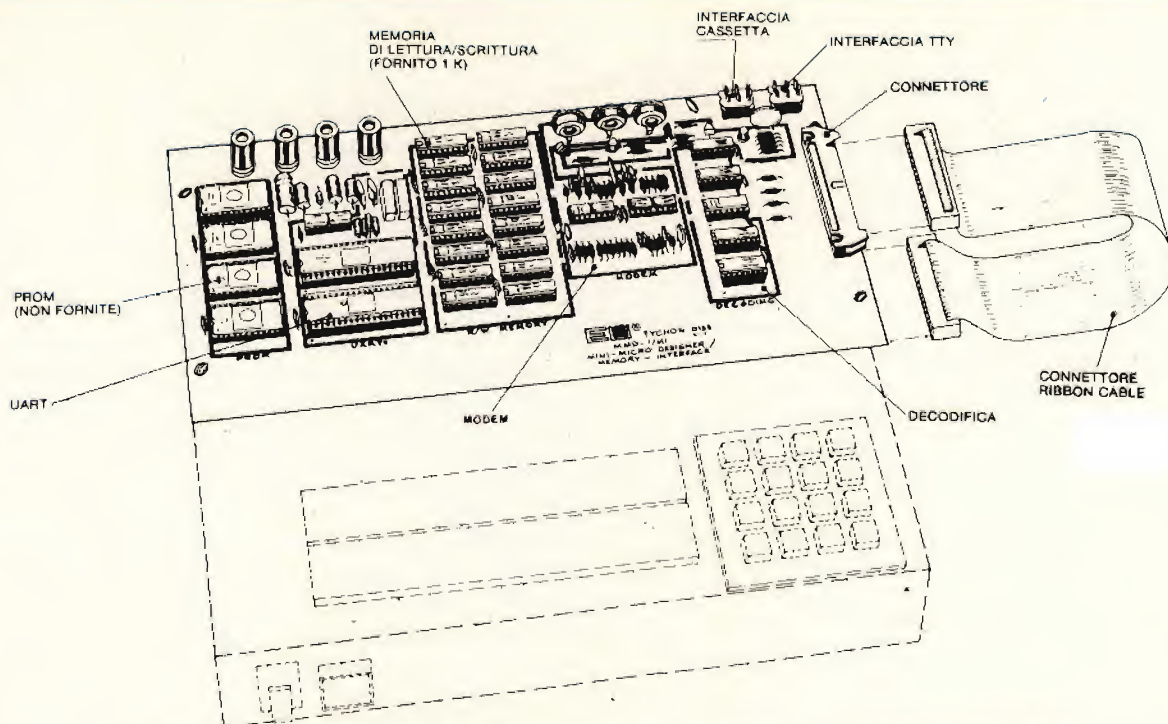 INTERFACCIA
CASSETTA
MEMORIA
DI LETTURA/SCRITTURA
(FORNITO 1 K)
INTERFACCIA TTY
CONNETTORE
PROM
(NON FORNITE)
PROM
UART
R/W MEMORY
MODEM
DECODING
TYCHON
MMD-1/MI
MINI-MICRO DESIGNER/
MEMORY - INTERFACE
UART
MODEM
DECODIFICA
CONNETTORE
RIBBON CABLE